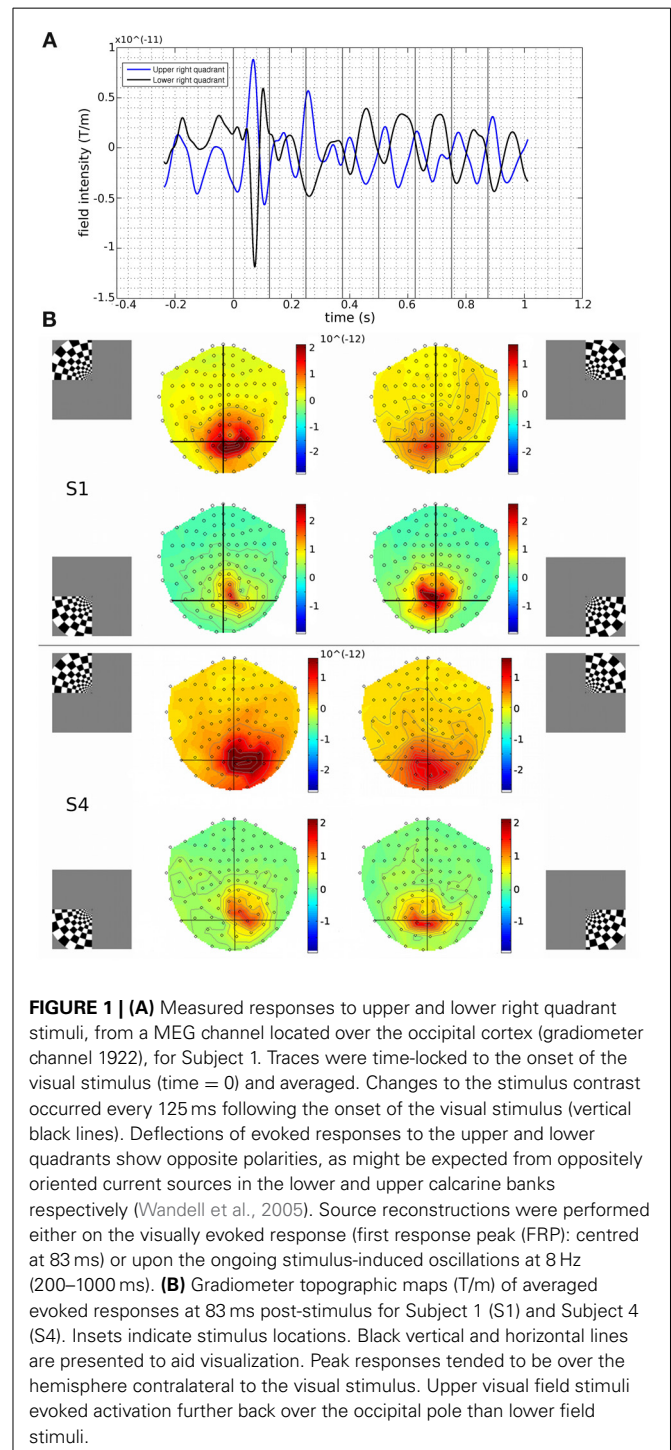 A
x10^(-11)
1
0.5
0
-0.5
-1
-1.5
field intensity (T/m)
Upper right quadrant
Lower right quadrant
-0.4 -0.2 0 0.2 0.4 0.6 0.8 1.0 1.2
time (s)
B
10^(-12)
2
1
0
-1
-2
1
0
-1
-2
S1
2
1
0
-1
2
1
0
-1
10^(-12)
1
0
-1
-2
1
0
-1
-2
S4
2
1
0
-1
2
1
0
-1
FIGURE 1 | (A) Measured responses to upper and lower right quadrant
stimuli, from a MEG channel located over the occipital cortex (gradiometer
channel 1922), for Subject 1. Traces were time-locked to the onset of the
visual stimulus (time = 0) and averaged. Changes to the stimulus contrast
occurred every 125 ms following the onset of the visual stimulus (vertical
black lines). Deflections of evoked responses to the upper and lower
quadrants show opposite polarities, as might be expected from oppositely
oriented current sources in the lower and upper calcarine banks
respectively (Wandell et al., 2005). Source reconstructions were performed
either on the visually evoked response (first response peak (FRP): centred
at 83 ms) or upon the ongoing stimulus-induced oscillations at 8 Hz
(200–1000 ms). (B) Gradiometer topographic maps (T/m) of averaged
evoked responses at 83 ms post-stimulus for Subject 1 (S1) and Subject 4
(S4). Insets indicate stimulus locations. Black vertical and horizontal lines
are presented to aid visualization. Peak responses tended to be over the
hemisphere contralateral to the visual stimulus. Upper visual field stimuli
evoked activation further back over the occipital pole than lower field
stimuli.